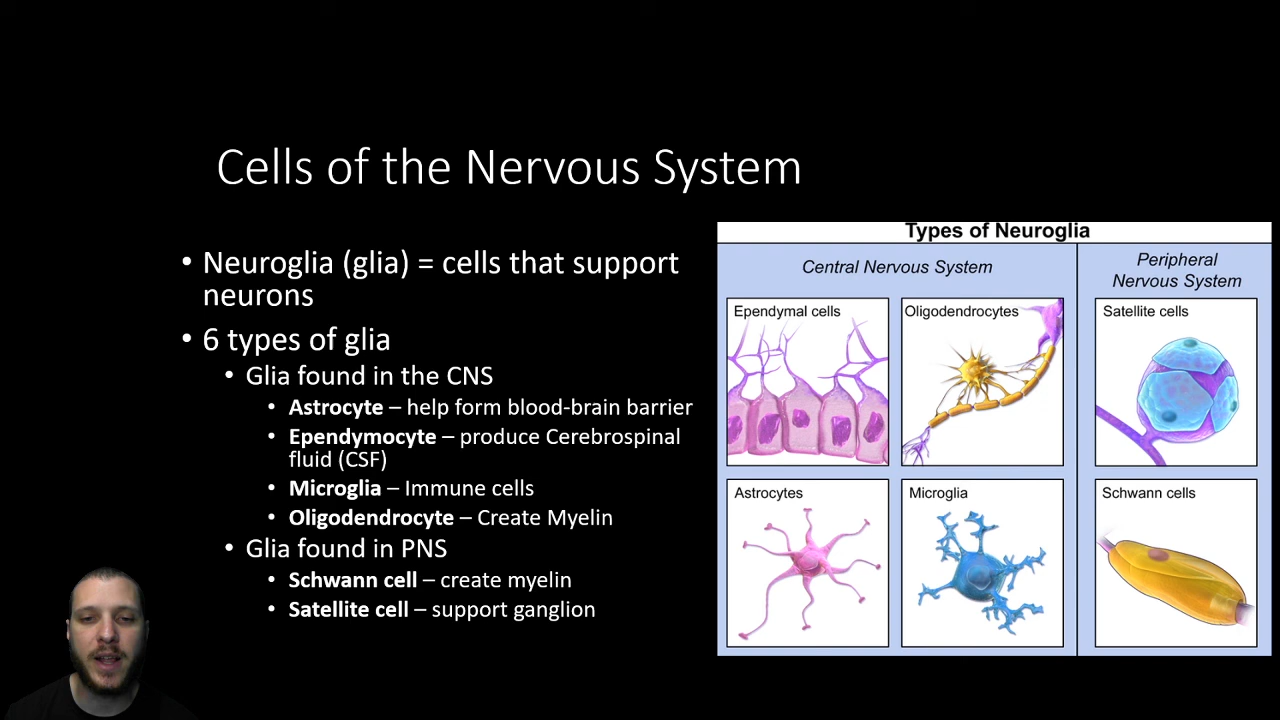 Cells of the Nervous System
• Neuroglia (glia) = cells that support
neurons
• 6 types of glia
• Glia found in the CNS
• Astrocyte – help form blood-brain barrier
• Ependymocyte – produce Cerebrospinal
fluid (CSF)
• Microglia – Immune cells
• Oligodendrocyte – Create Myelin
• Glia found in PNS
• Schwann cell – create myelin
• Satellite cell – support ganglion
Types of Neuroglia
Central Nervous System
Peripheral
Nervous System
Ependymal cells
Oligodendrocytes
Satellite cells
Astrocytes
Microglia
Schwann cells